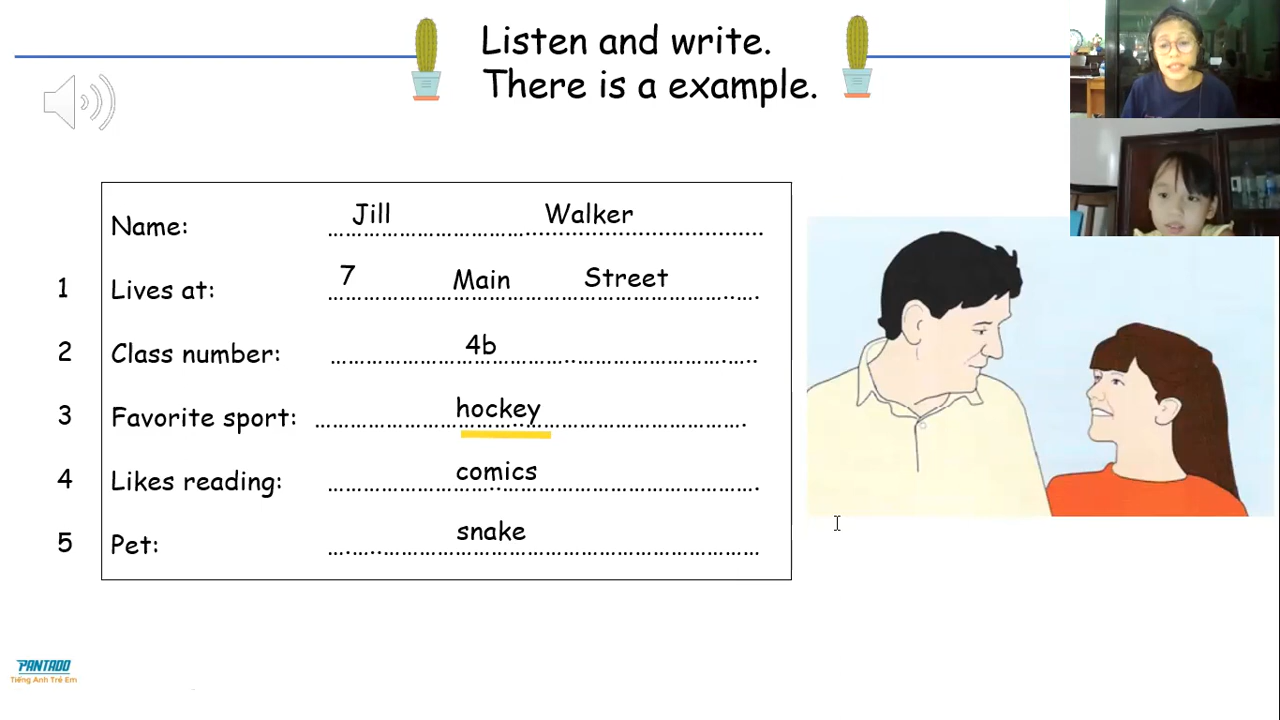 Listen and write.
There is a example.
Name: Jill Walker
1 Lives at: 7 Main Street
2 Class number: 4b
3 Favorite sport: hockey
4 Likes reading: comics
5 Pet: snake
PANTADO
Tiếng Anh Trẻ Em